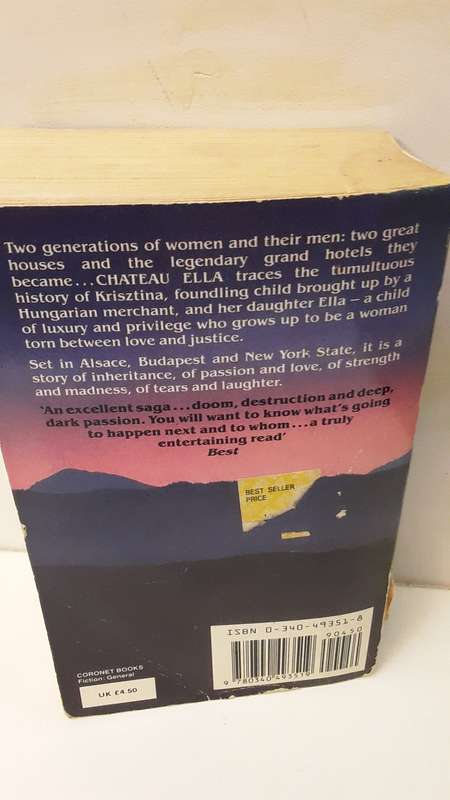 Two generations of women and their men: two great
houses and the legendary grand hotels they
became...CHATEAU ELLA traces the tumultuous
history of Krisztina, foundling child brought up by a
Hungarian merchant, and her daughter Ella – a child
of luxury and privilege who grows up to be a woman
torn between love and justice.
Set in Alsace, Budapest and New York State, it is a
story of inheritance, of passion and love, of strength
and madness, of tears and laughter.
'An excellent saga...doom, destruction and deep,
dark passion. You will want to know what's going
to happen next and to whom...a truly
entertaining read'
Best
BEST SELLER
PRICE
ISBN 0-340-49351-8
90450
9 780340 493519
CORONET BOOKS
Fiction: General
UK £4.50